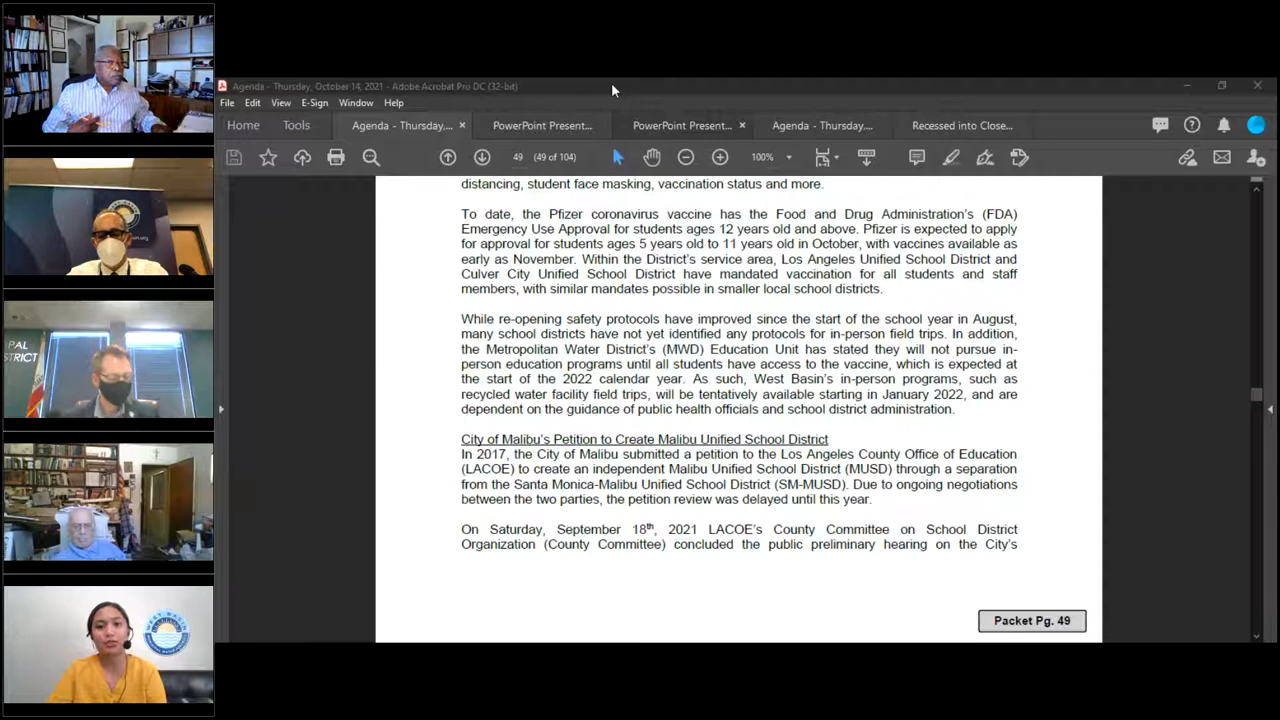 Agenda - Thursday, October 14, 2021 - Adobe Acrobat Pro DC (32-bit)
File Edit View E-Sign Window Help
Home Tools Agenda - Thursday,... × PowerPoint Present... PowerPoint Present... × Agenda - Thursday,... Recessed into Close...
49 (49 of 104) 100%
distancing, student face masking, vaccination status and more.
To date, the Pfizer coronavirus vaccine has the Food and Drug Administration's (FDA)
Emergency Use Approval for students ages 12 years old and above. Pfizer is expected to apply
for approval for students ages 5 years old to 11 years old in October, with vaccines available as
early as November. Within the District's service area, Los Angeles Unified School District and
Culver City Unified School District have mandated vaccination for all students and staff
members, with similar mandates possible in smaller local school districts.
While re-opening safety protocols have improved since the start of the school year in August,
many school districts have not yet identified any protocols for in-person field trips. In addition,
the Metropolitan Water District's (MWD) Education Unit has stated they will not pursue in-
person education programs until all students have access to the vaccine, which is expected at
the start of the 2022 calendar year. As such, West Basin's in-person programs, such as
recycled water facility field trips, will be tentatively available starting in January 2022, and are
dependent on the guidance of public health officials and school district administration.
City of Malibu's Petition to Create Malibu Unified School District
In 2017, the City of Malibu submitted a petition to the Los Angeles County Office of Education
(LACOE) to create an independent Malibu Unified School District (MUSD) through a separation
from the Santa Monica-Malibu Unified School District (SM-MUSD). Due to ongoing negotiations
between the two parties, the petition review was delayed until this year.
On Saturday, September 18th, 2021 LACOE's County Committee on School District
Organization (County Committee) concluded the public preliminary hearing on the City's
Packet Pg. 49
PAL
STRICT
WEST BASIN